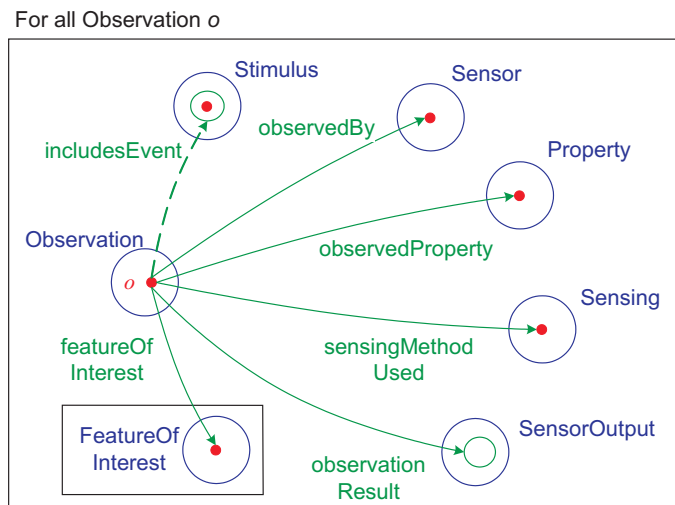 For all Observation o
Stimulus
Sensor
observedBy
includesEvent
Property
Observation
observedProperty
o
Sensing
featureOf
Interest
sensingMethod
Used
FeatureOf
Interest
SensorOutput
observation
Result